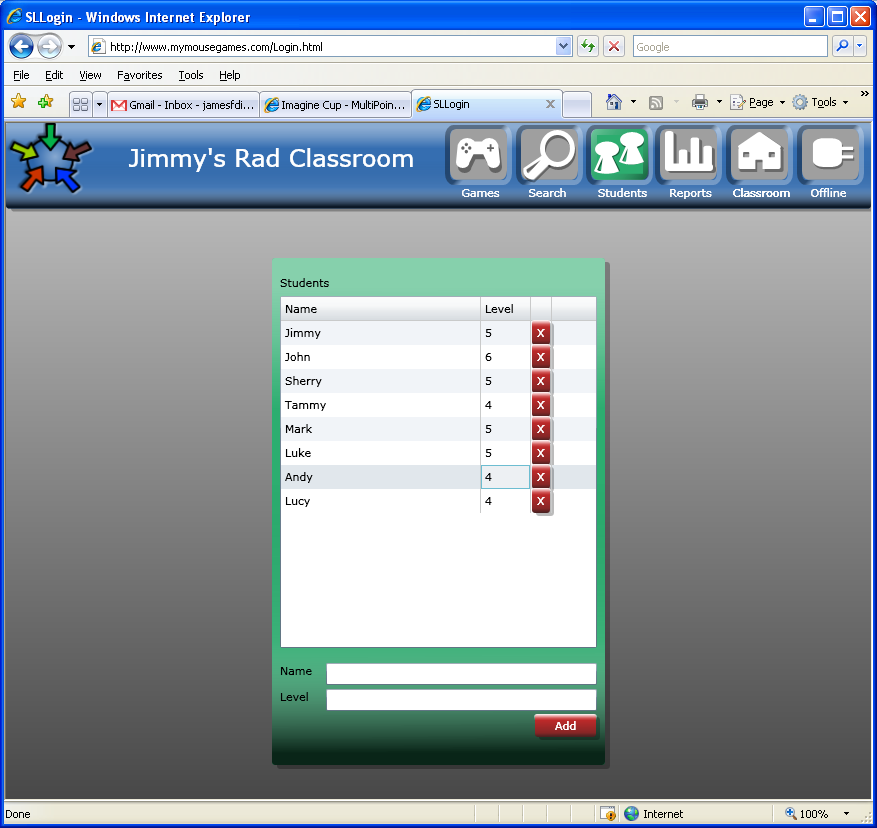 SLLogin - Windows Internet Explorer
http://www.mymousegames.com/Login.html
Google
File Edit View Favorites Tools Help
Gmail - Inbox - jamesfdi... Imagine Cup - MultiPoin... SLLogin X Page Tools »
Jimmy's Rad Classroom
Games Search Students Reports Classroom Offline
Students
Name Level
Jimmy 5 X
John 6 X
Sherry 5 X
Tammy 4 X
Mark 5 X
Luke 5 X
Andy 4 X
Lucy 4 X
Name
Level
Add
Done Internet 100%